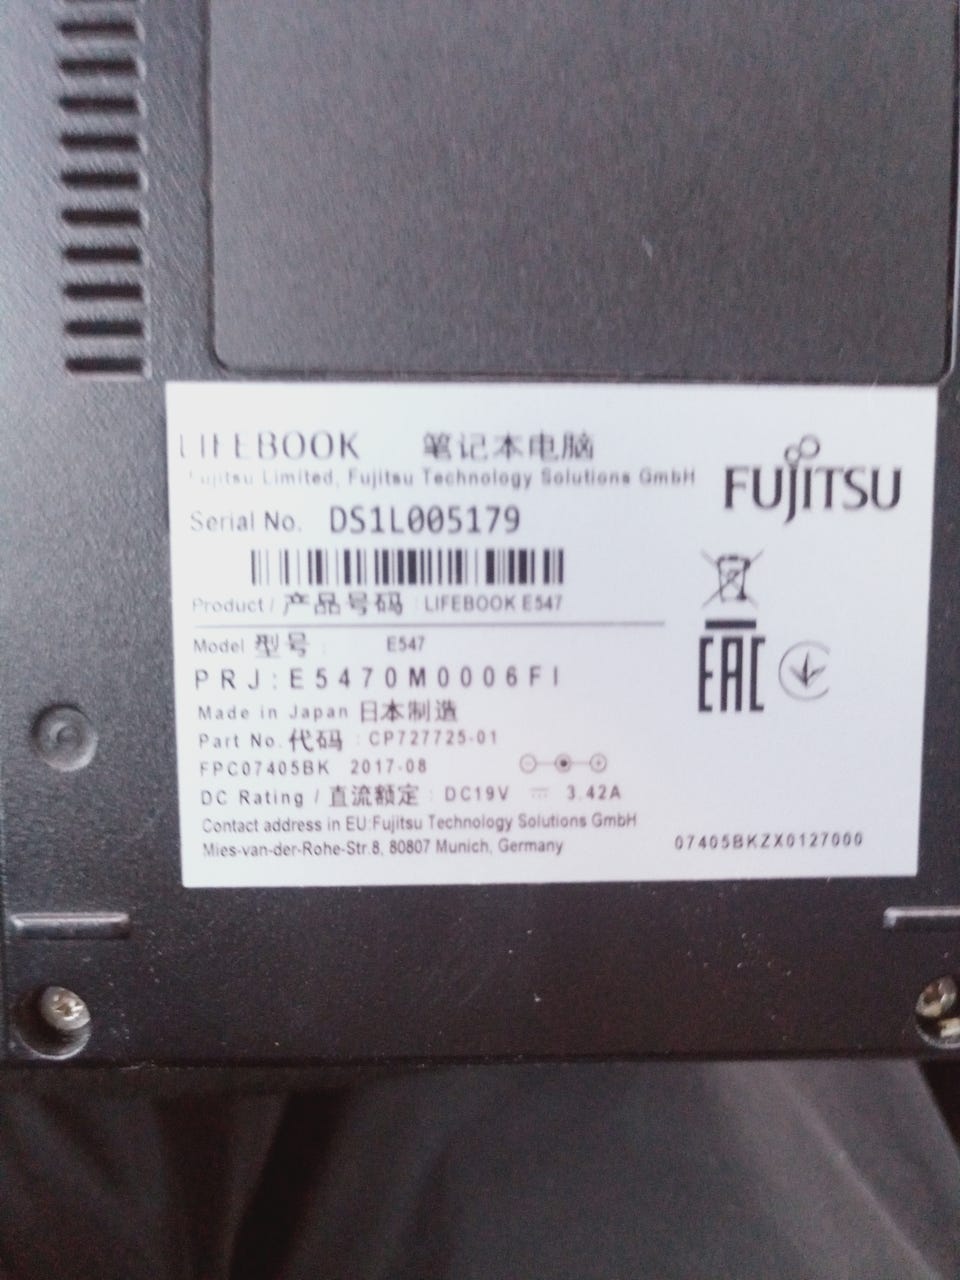 LIFEBOOK 笔记本电脑
Fujitsu Limited, Fujitsu Technology Solutions GmbH
FUJITSU
Serial No. DS1L005179
Product / 产品号码 : LIFEBOOK E547
Model 型号 : E547
PRJ:E5470M0006FI
EAC
Made in Japan 日本制造
Part No. 代码 : CP727725-01
FPC07405BK 2017-08
DC Rating / 直流额定 : DC19V ⎓ 3.42A
Contact address in EU:Fujitsu Technology Solutions GmbH
Mies-van-der-Rohe-Str.8, 80807 Munich, Germany
07405BKZX0127000